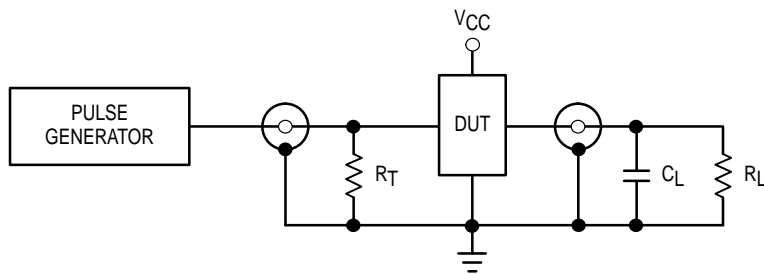 VCC
PULSE
GENERATOR
DUT
RT
CL
RL